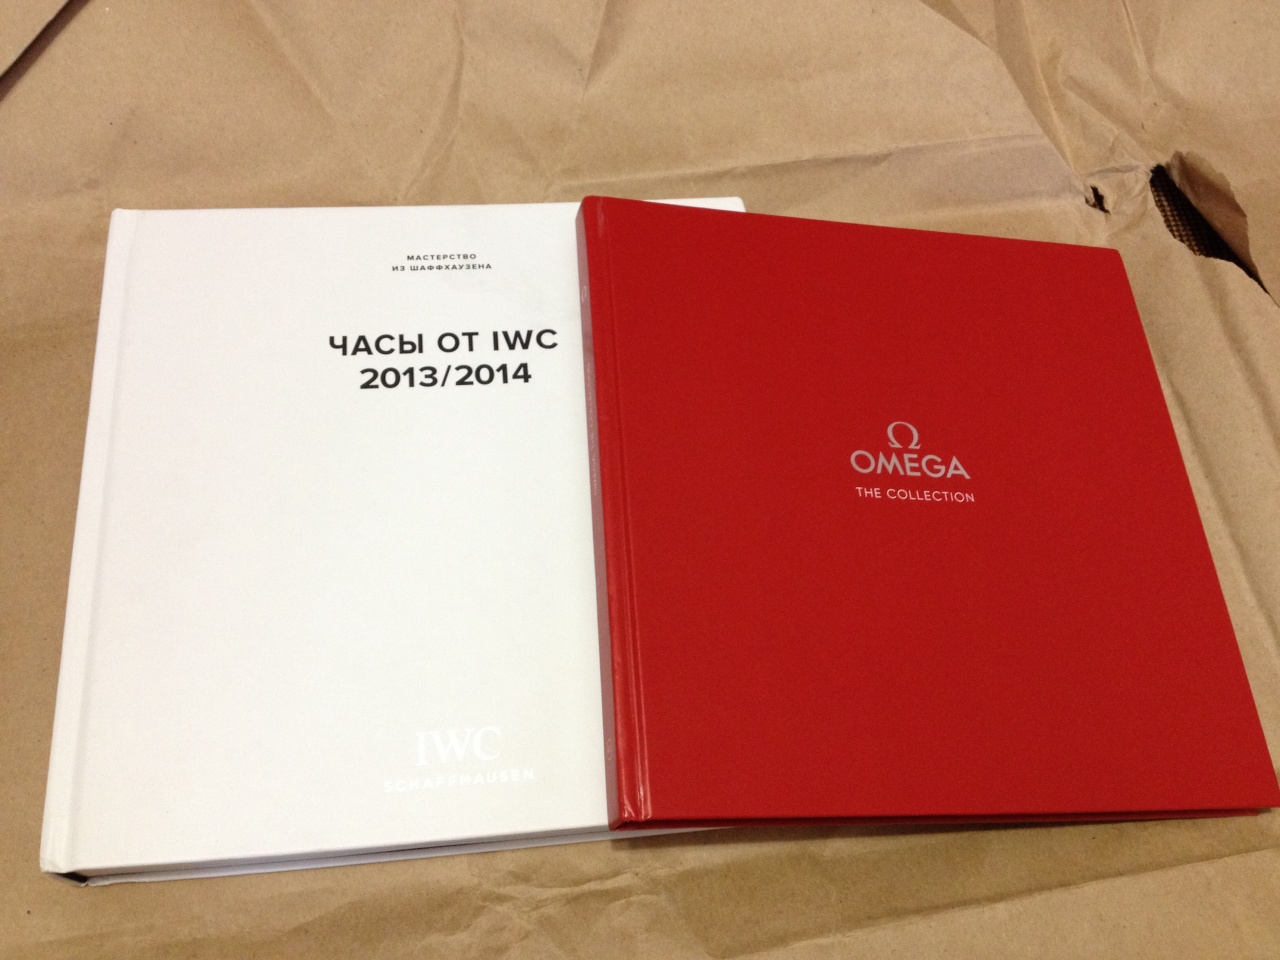 МАСТЕРСТВО
ИЗ ШАФФХАУЗЕНА
ЧАСЫ ОТ IWC
2013/2014
IWC
SCHAFFHAUSEN
Ω
OMEGA
THE COLLECTION